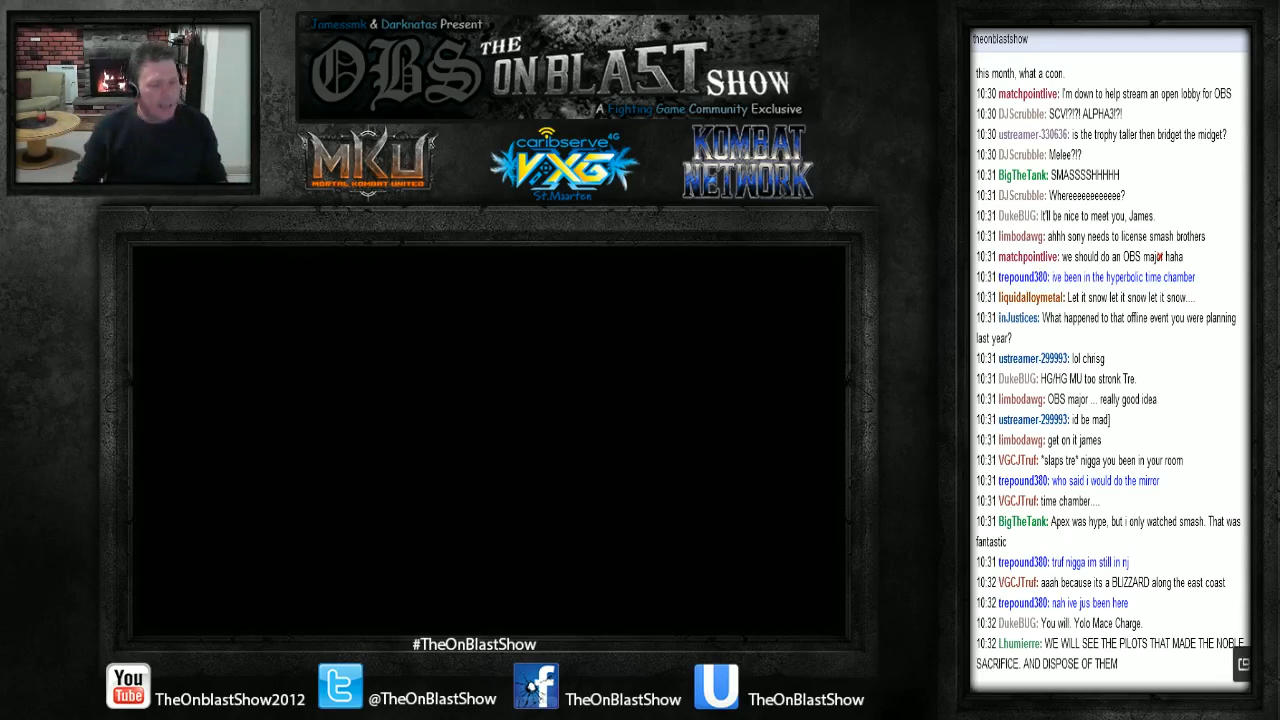 Jamessmk & Darknatas Present
OBS THE ON BLAST SHOW
A Fighting Game Community Exclusive
MKU
MORTAL KOMBAT UNITED
caribserve 4G
VXG
St.Maarten
KOMBAT
NETWORK
#TheOnBlastShow
You
Tube
TheOnblastShow2012
@TheOnBlastShow
TheOnBlastShow
TheOnBlastShow
theonblastshow
this month, what a coon.
10:30 matchpointlive: I'm down to help stream an open lobby for OBS
10:30 DJScrubble: SCV!?!?! ALPHA3!?!
10:30 ustreamer-330636: is the trophy taller then bridget the midget?
10:30 DJScrubble: Melee?!?
10:31 BigTheTank: SMASSSSHHHHH
10:31 DJScrubble: Whereeeeeeeeeeee?
10:31 DukeBUG: It'll be nice to meet you, James.
10:31 limbodawg: ahhh sony needs to license smash brothers
10:31 matchpointlive: we should do an OBS major haha
10:31 trepound380: ive been in the hyperbolic time chamber
10:31 liquidalloymetal: Let it snow let it snow let it snow....
10:31 inJustices: What happened to that offline event you were planning
last year?
10:31 ustreamer-299993: lol chrisg
10:31 DukeBUG: HG/HG MU too stronk Tre.
10:31 limbodawg: OBS major ... really good idea
10:31 ustreamer-299993: id be mad]
10:31 limbodawg: get on it james
10:31 VGCJTruf: *slaps tre* nigga you been in your room
10:31 trepound380: who said i would do the mirror
10:31 VGCJTruf: time chamber....
10:31 BigTheTank: Apex was hype, but i only watched smash. That was
fantastic
10:31 trepound380: truf nigga im still in nj
10:32 VGCJTruf: aaah because its a BLIZZARD along the east coast
10:32 trepound380: nah ive jus been here
10:32 DukeBUG: You will. Yolo Mace Charge.
10:32 Lhumierre: WE WILL SEE THE PILOTS THAT MADE THE NOBLE
SACRIFICE. AND DISPOSE OF THEM